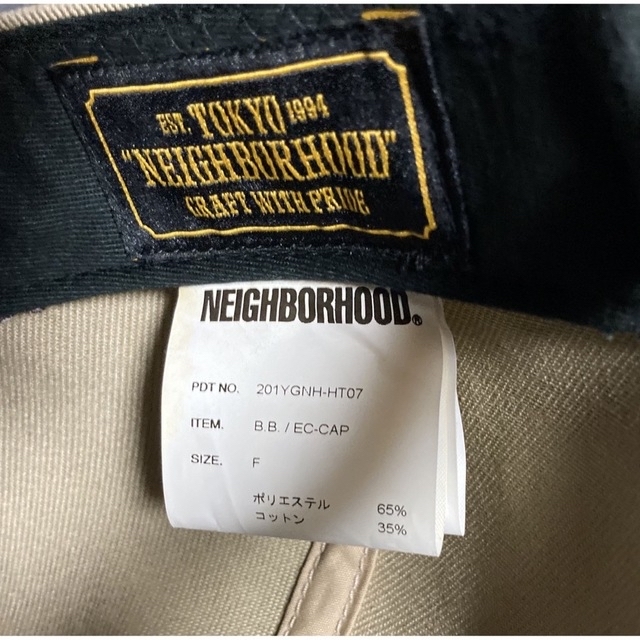 EST. TOKYO 1994
"NEIGHBORHOOD"
CRAFT WITH PRIDE
NEIGHBORHOOD®
PDT NO. 201YGNH-HT07
ITEM. B.B. / EC-CAP
SIZE. F
ポリエステル 65%
コットン 35%